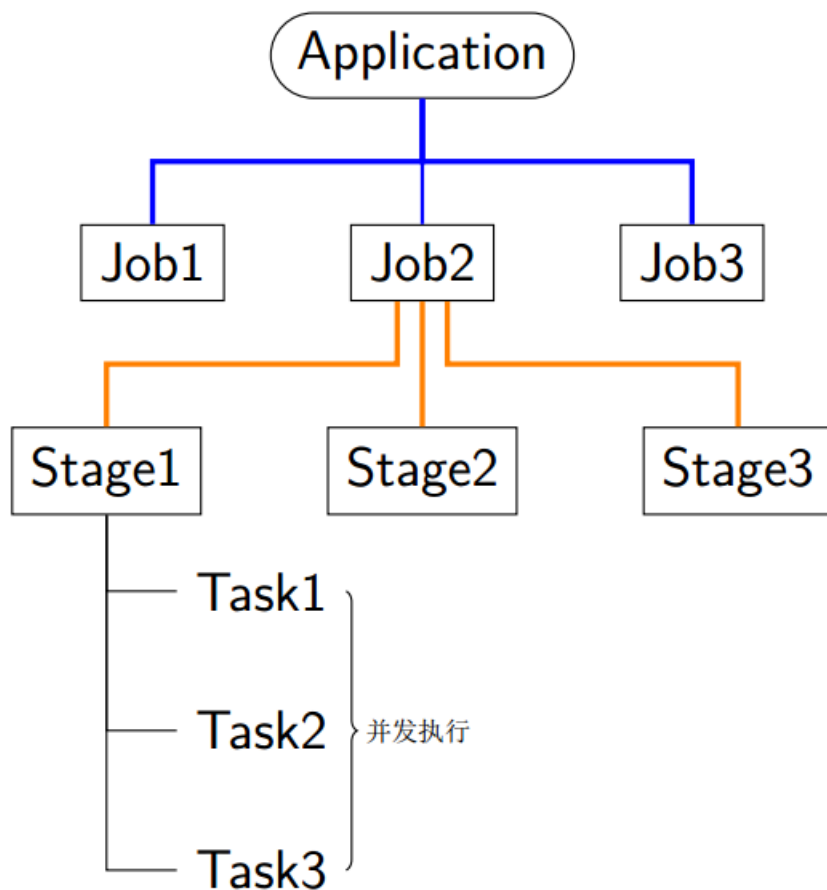 Application
Job1
Job2
Job3
Stage1
Stage2
Stage3
Task1
Task2
并发执行
Task3